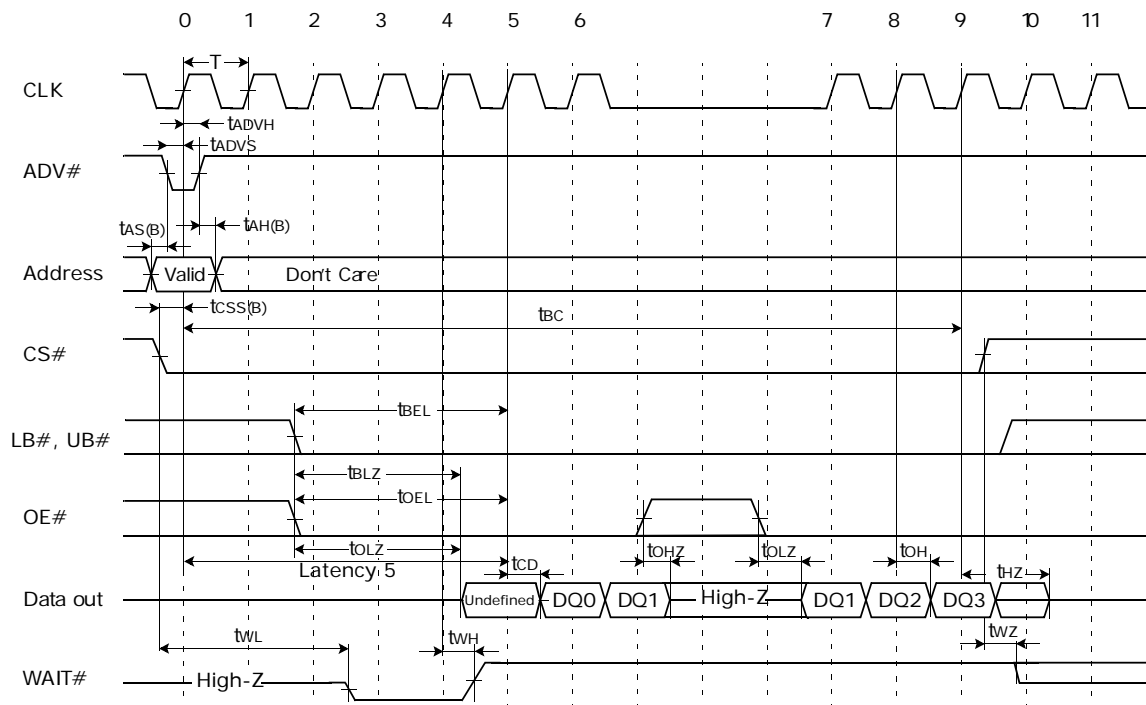 0 1 2 3 4 5 6 7 8 9 10 11
T
CLK
tADVH
tADVS
ADV#
tAS(B) tAH(B)
Address Valid Don't Care
tCSS(B)
tBC
CS#
tBEL
LB#, UB#
tBLZ
tOEL
OE#
tOLZ tOHZ tOLZ tOH
Latency 5 tCD tHZ
Data out Undefined DQ0 DQ1 High-Z DQ1 DQ2 DQ3
tWL tWH tWZ
WAIT# High-Z